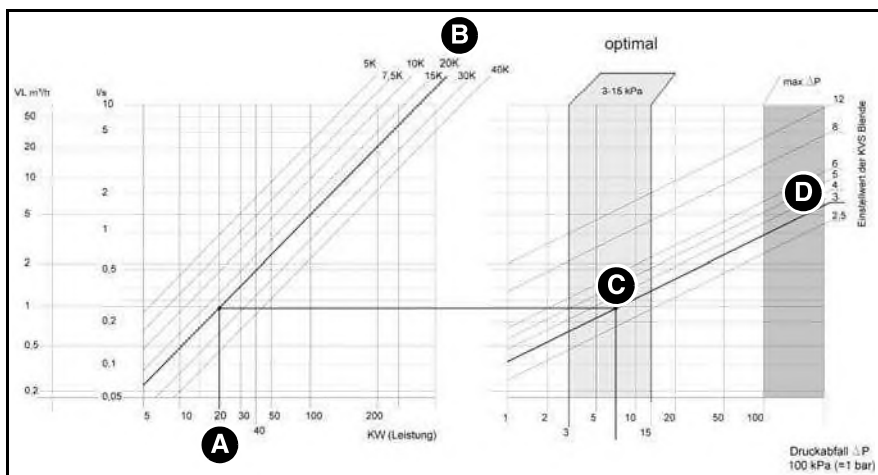 B
optimal
5K 10K 20K 40K
7,5K 15K 30K
3-15 kPa
max △P
VL m³/h
l/s
60
20
10
5
2
1
0,5
0,2
10
5
2
1
0,5
0,2
0,1
0,05
5 10 20 30 50 100 200
40
KW (Leistung)
A
C
D
12
8
6
5
4
3
2,5
Einstellwert der KVS Blende
1 2 5 10 20 50 100
3 15
Druckabfall △P
100 kPa (=1 bar)